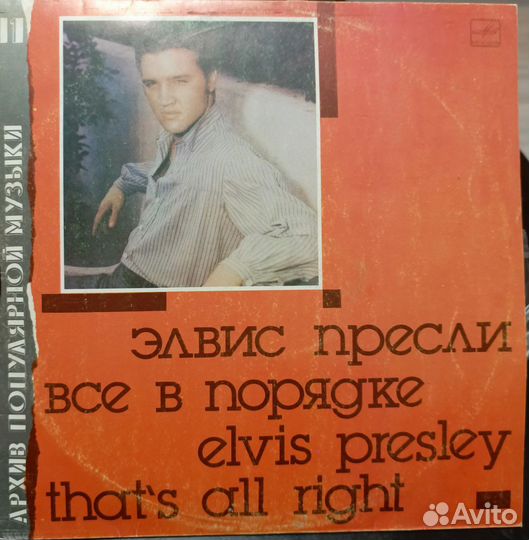 11
АРХИВ ПОПУЛЯРНОЙ МУЗЫКИ
элвис пресли
все в порядке
elvis presley
that's all right
Avito